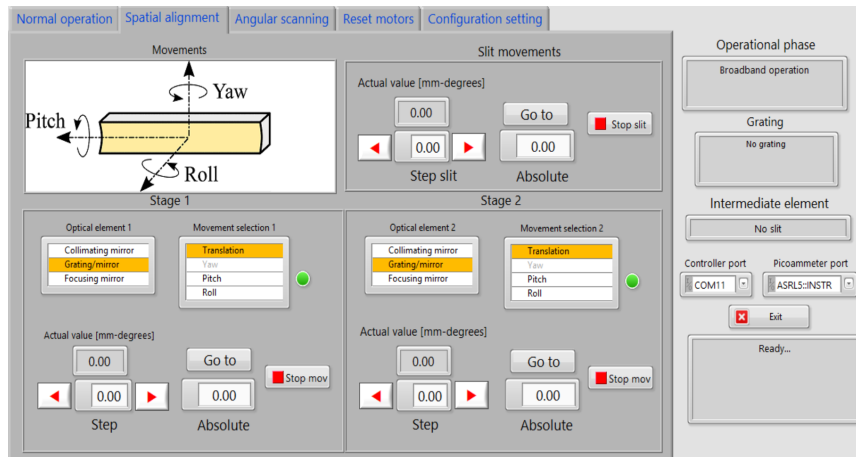 Normal operation
Spatial alignment
Angular scanning
Reset motors
Configuration setting
Movements
Yaw
Pitch
Roll
Slit movements
Actual value [mm-degrees]
0.00
Go to
Stop slit
0.00
0.00
Step slit
Absolute
Stage 1
Optical element 1
Movement selection 1
Collimating mirror
Grating/mirror
Focusing mirror
Translation
Yaw
Pitch
Roll
Actual value [mm-degrees]
0.00
Go to
Stop mov
0.00
0.00
Step
Absolute
Stage 2
Optical element 2
Movement selection 2
Collimating mirror
Grating/mirror
Focusing mirror
Translation
Yaw
Pitch
Roll
Actual value [mm-degrees]
0.00
Go to
Stop mov
0.00
0.00
Step
Absolute
Operational phase
Broadband operation
Grating
No grating
Intermediate element
No slit
Controller port
Picoammeter port
COM11
ASRL5::INSTR
Exit
Ready...